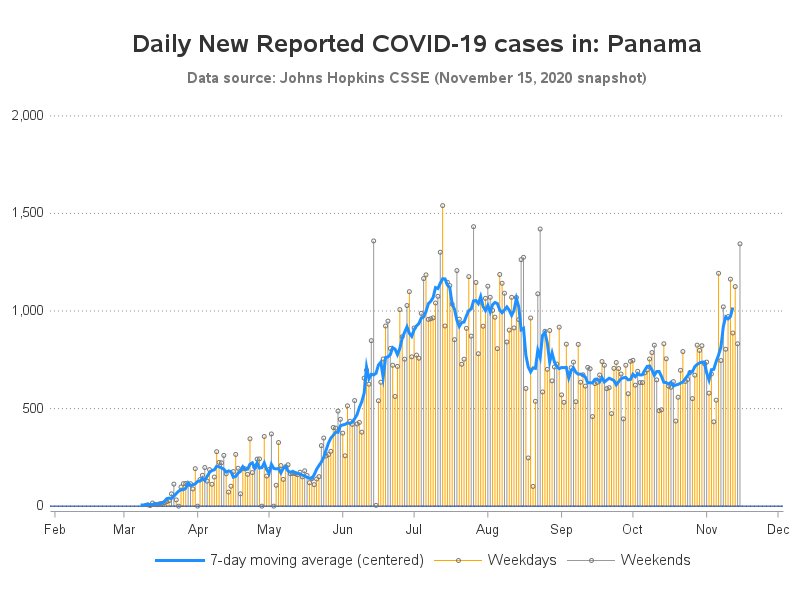 Daily New Reported COVID-19 cases in: Panama
Data source: Johns Hopkins CSSE (November 15, 2020 snapshot)
2,000
1,500
1,000
500
0
Feb Mar Apr May Jun Jul Aug Sep Oct Nov Dec
7-day moving average (centered) Weekdays Weekends